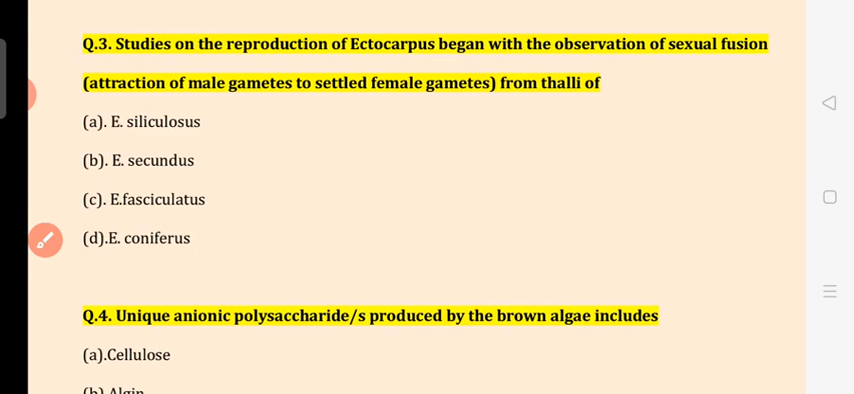 Q.3. Studies on the reproduction of Ectocarpus began with the observation of sexual fusion
(attraction of male gametes to settled female gametes) from thalli of
(a). E. siliculosus
(b). E. secundus
(c). E.fasciculatus
(d).E. coniferus
Q.4. Unique anionic polysaccharide/s produced by the brown algae includes
(a).Cellulose
(b) Algin